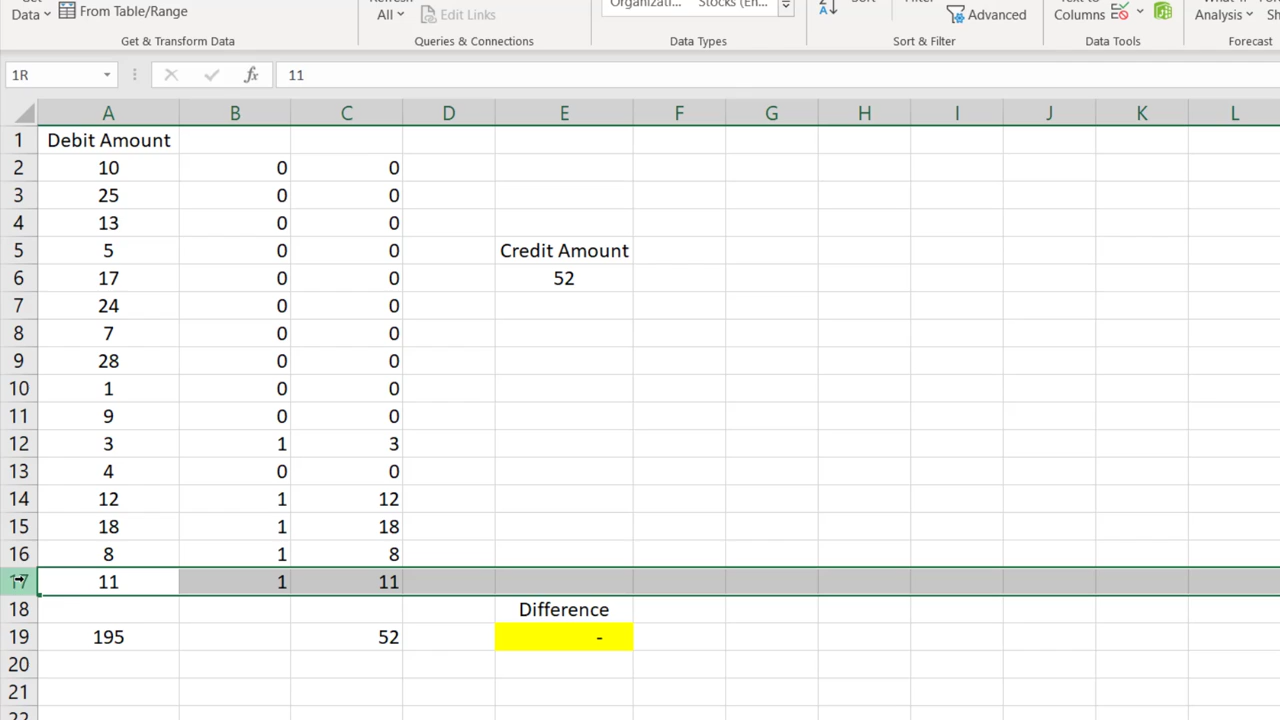 Data From Table/Range All Edit Links Organizati... Stocks (En... Sort Advanced Columns Analysis
Get & Transform Data Queries & Connections Data Types Sort & Filter Data Tools Forecast
1R fx 11
A B C D E F G H I J K L
1 Debit Amount
2 10 0 0
3 25 0 0
4 13 0 0
5 5 0 0 Credit Amount
6 17 0 0 52
7 24 0 0
8 7 0 0
9 28 0 0
10 1 0 0
11 9 0 0
12 3 1 3
13 4 0 0
14 12 1 12
15 18 1 18
16 8 1 8
17 11 1 11
18 Difference
19 195 52 -
20
21
22